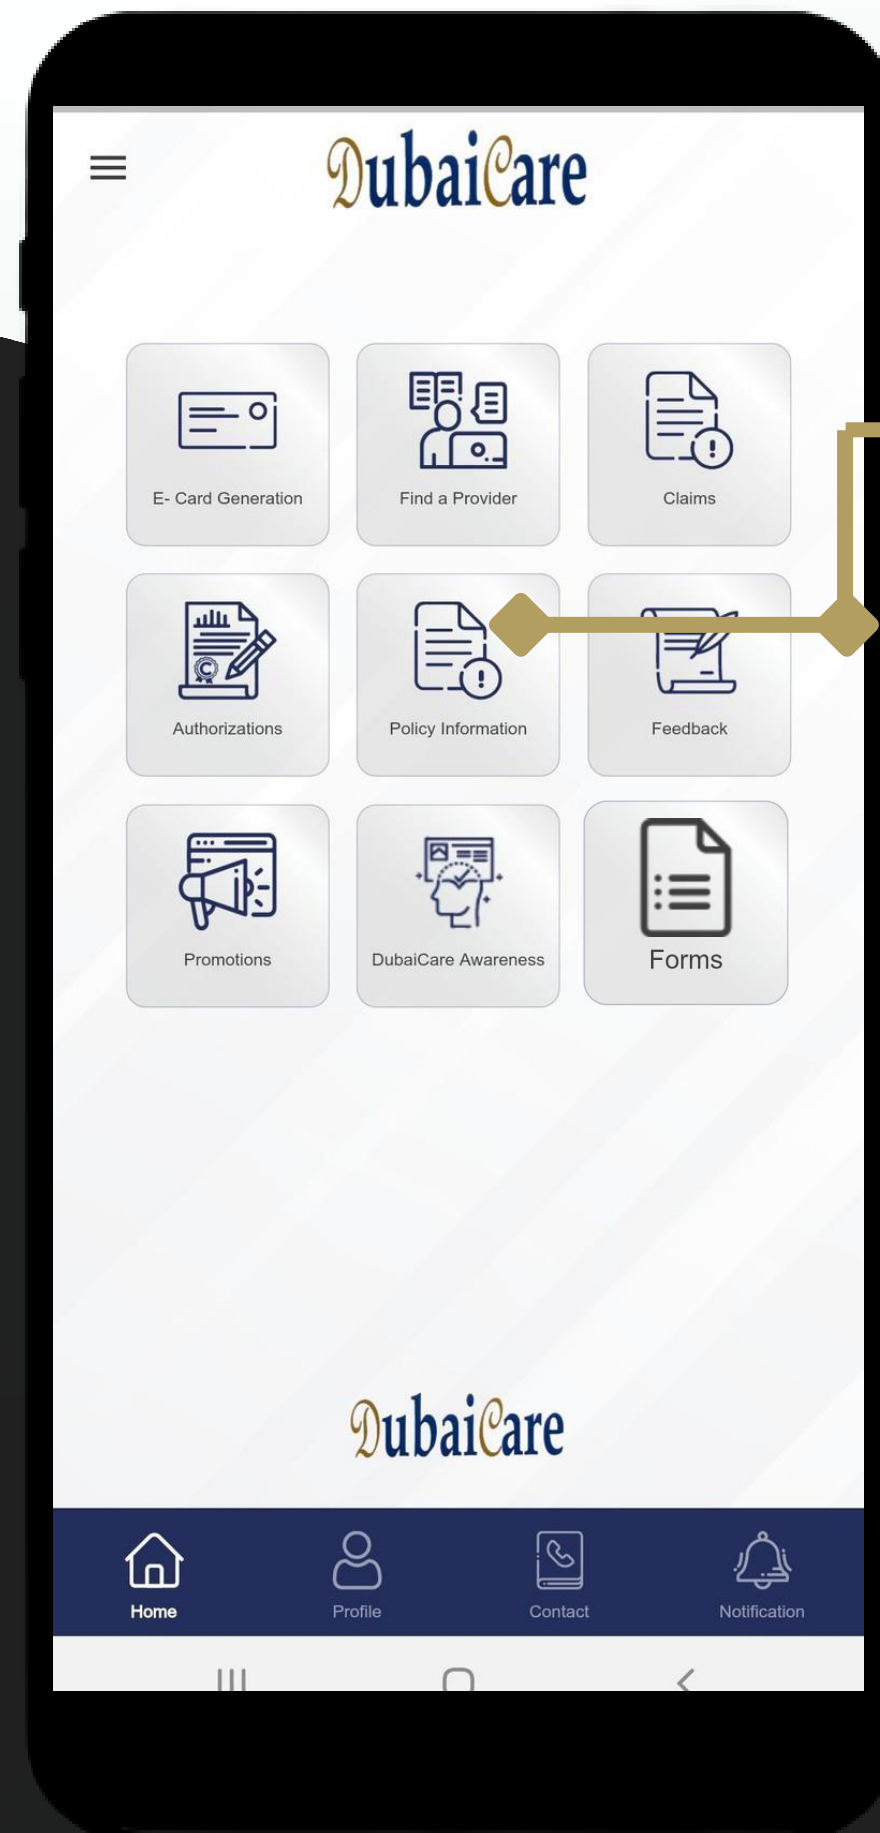 DubaiCare
E- Card Generation
Find a Provider
Claims
Authorizations
Policy Information
Feedback
Promotions
DubaiCare Awareness
Forms
DubaiCare
Home
Profile
Contact
Notification